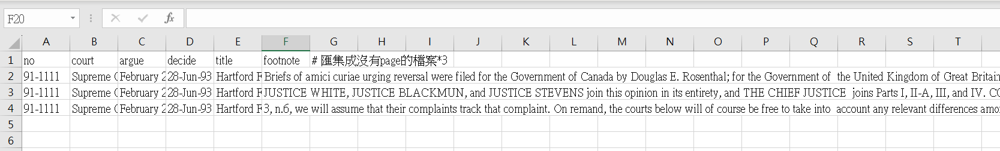 F20 fx
A B C D E F G H I J K L M N O P Q R S T
1 no court argue decide title footnote # 匯集成沒有page的檔案*3
2 91-1111 Supreme C February 2 28-Jun-93 Hartford F Briefs of amici curiae urging reversal were filed for the Government of Canada by Douglas E. Rosenthal; for the Government of the United Kingdom of Great Britain
3 91-1111 Supreme C February 2 28-Jun-93 Hartford F JUSTICE WHITE, JUSTICE BLACKMUN, and JUSTICE STEVENS join this opinion in its entirety, and THE CHIEF JUSTICE joins Parts I, II-A, III, and IV. CO
4 91-1111 Supreme C February 2 28-Jun-93 Hartford F 3, n.6, we will assume that their complaints track that complaint. On remand, the courts below will of course be free to take into account any relevant differences amo
5
6